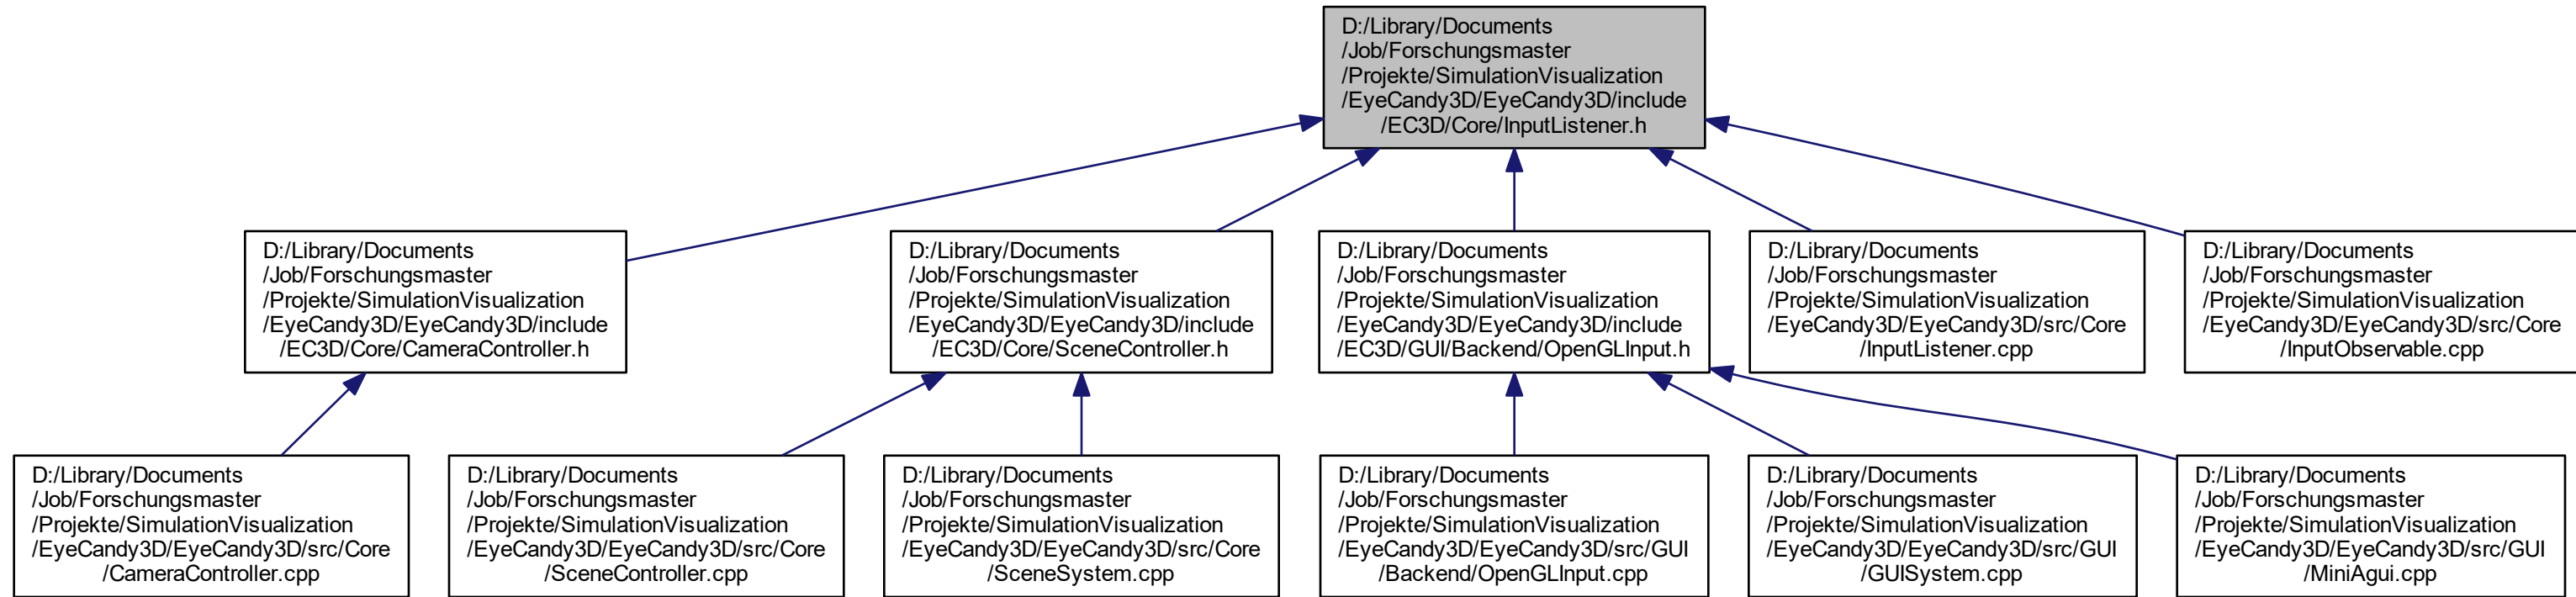 D:/Library/Documents
/Job/Forschungsmaster
/Projekte/SimulationVisualization
/EyeCandy3D/EyeCandy3D/include
/EC3D/Core/InputListener.h
D:/Library/Documents
/Job/Forschungsmaster
/Projekte/SimulationVisualization
/EyeCandy3D/EyeCandy3D/include
/EC3D/Core/CameraController.h
D:/Library/Documents
/Job/Forschungsmaster
/Projekte/SimulationVisualization
/EyeCandy3D/EyeCandy3D/include
/EC3D/Core/SceneController.h
D:/Library/Documents
/Job/Forschungsmaster
/Projekte/SimulationVisualization
/EyeCandy3D/EyeCandy3D/include
/EC3D/GUI/Backend/OpenGLInput.h
D:/Library/Documents
/Job/Forschungsmaster
/Projekte/SimulationVisualization
/EyeCandy3D/EyeCandy3D/src/Core
/InputListener.cpp
D:/Library/Documents
/Job/Forschungsmaster
/Projekte/SimulationVisualization
/EyeCandy3D/EyeCandy3D/src/Core
/InputObservable.cpp
D:/Library/Documents
/Job/Forschungsmaster
/Projekte/SimulationVisualization
/EyeCandy3D/EyeCandy3D/src/Core
/CameraController.cpp
D:/Library/Documents
/Job/Forschungsmaster
/Projekte/SimulationVisualization
/EyeCandy3D/EyeCandy3D/src/Core
/SceneController.cpp
D:/Library/Documents
/Job/Forschungsmaster
/Projekte/SimulationVisualization
/EyeCandy3D/EyeCandy3D/src/Core
/SceneSystem.cpp
D:/Library/Documents
/Job/Forschungsmaster
/Projekte/SimulationVisualization
/EyeCandy3D/EyeCandy3D/src/GUI
/Backend/OpenGLInput.cpp
D:/Library/Documents
/Job/Forschungsmaster
/Projekte/SimulationVisualization
/EyeCandy3D/EyeCandy3D/src/GUI
/GUISystem.cpp
D:/Library/Documents
/Job/Forschungsmaster
/Projekte/SimulationVisualization
/EyeCandy3D/EyeCandy3D/src/GUI
/MiniAgui.cpp